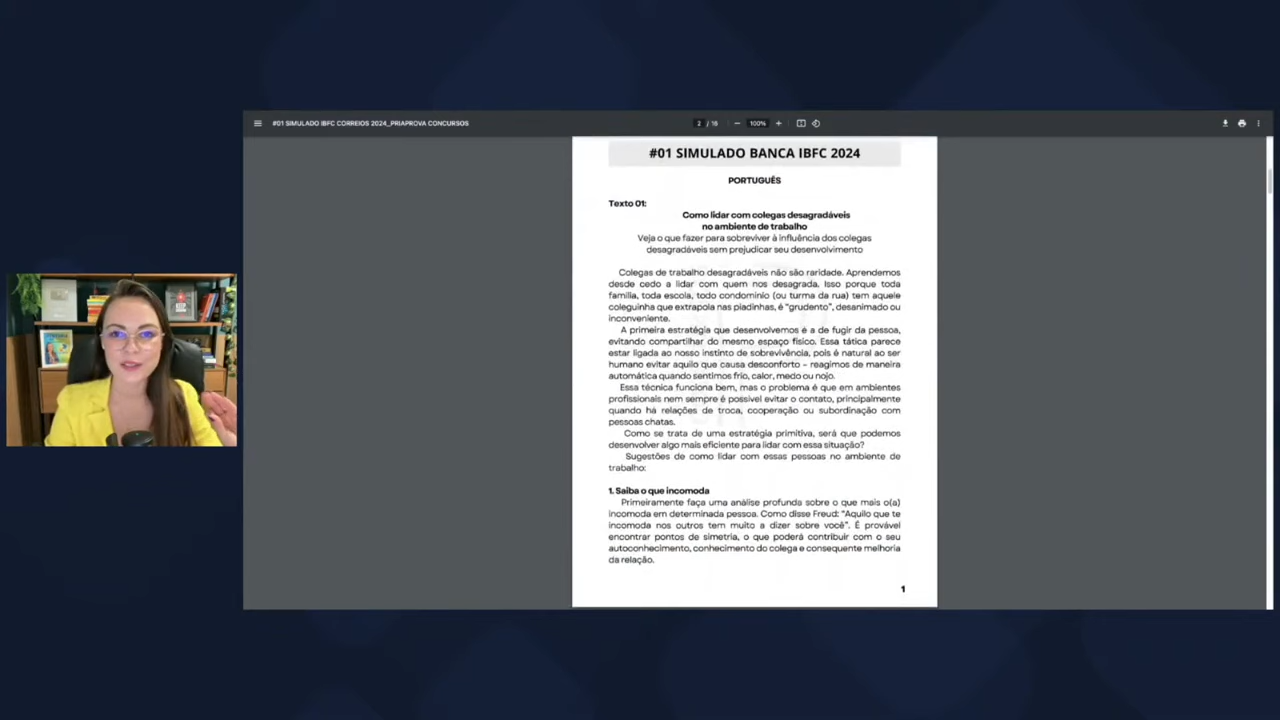 #01 SIMULADO IBFC CORREIOS 2024_PRIAPROVA CONCURSOS
2 / 18
100%
#01 SIMULADO BANCA IBFC 2024
PORTUGUÊS
Texto 01:
Como lidar com colegas desagradáveis
no ambiente de trabalho
Veja o que fazer para sobreviver à influência dos colegas
desagradáveis sem prejudicar seu desenvolvimento
Colegas de trabalho desagradáveis não são raridade. Aprendemos
desde cedo a lidar com quem nos desagrada. Isso porque toda
família, toda escola, todo condomínio (ou turma da rua) tem aquele
coleguinha que extrapola nas piadinhas, é "grudento", desanimado ou
inconveniente.
A primeira estratégia que desenvolvemos é a de fugir da pessoa,
evitando compartilhar do mesmo espaço físico. Essa tática parece
estar ligada ao nosso instinto de sobrevivência, pois é natural ao ser
humano evitar aquilo que causa desconforto – reagimos de maneira
automática quando sentimos frio, calor, medo ou nojo.
Essa técnica funciona bem, mas o problema é que em ambientes
profissionais nem sempre é possível evitar o contato, principalmente
quando há relações de troca, cooperação ou subordinação com
pessoas chatas.
Como se trata de uma estratégia primitiva, será que podemos
desenvolver algo mais eficiente para lidar com essa situação?
Sugestões de como lidar com essas pessoas no ambiente de
trabalho:
1. Saiba o que incomoda
Primeiramente faça uma análise profunda sobre o que mais o(a)
incomoda em determinada pessoa. Como disse Freud: "Aquilo que te
incomoda nos outros tem muito a dizer sobre você". É provável
encontrar pontos de simetria, o que poderá contribuir com o seu
autoconhecimento, conhecimento do colega e consequente melhoria
da relação.
1